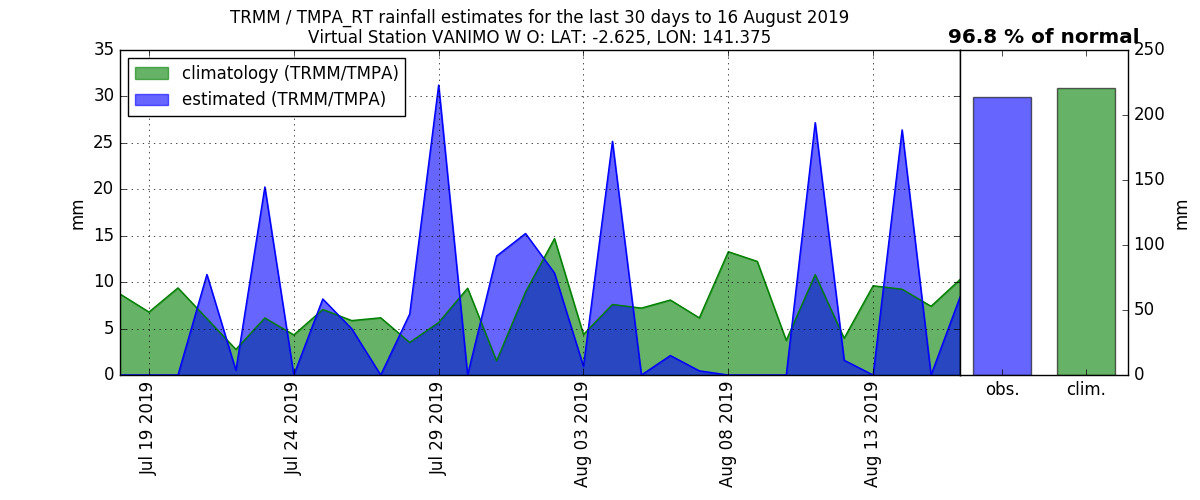 TRMM / TMPA_RT rainfall estimates for the last 30 days to 16 August 2019
Virtual Station VANIMO W O: LAT: -2.625, LON: 141.375
96.8 % of normal
climatology (TRMM/TMPA)
estimated (TRMM/TMPA)
35
30
25
20
15
10
5
0
mm
Jul 19 2019
Jul 24 2019
Jul 29 2019
Aug 03 2019
Aug 08 2019
Aug 13 2019
obs.
clim.
250
200
150
100
50
0
mm